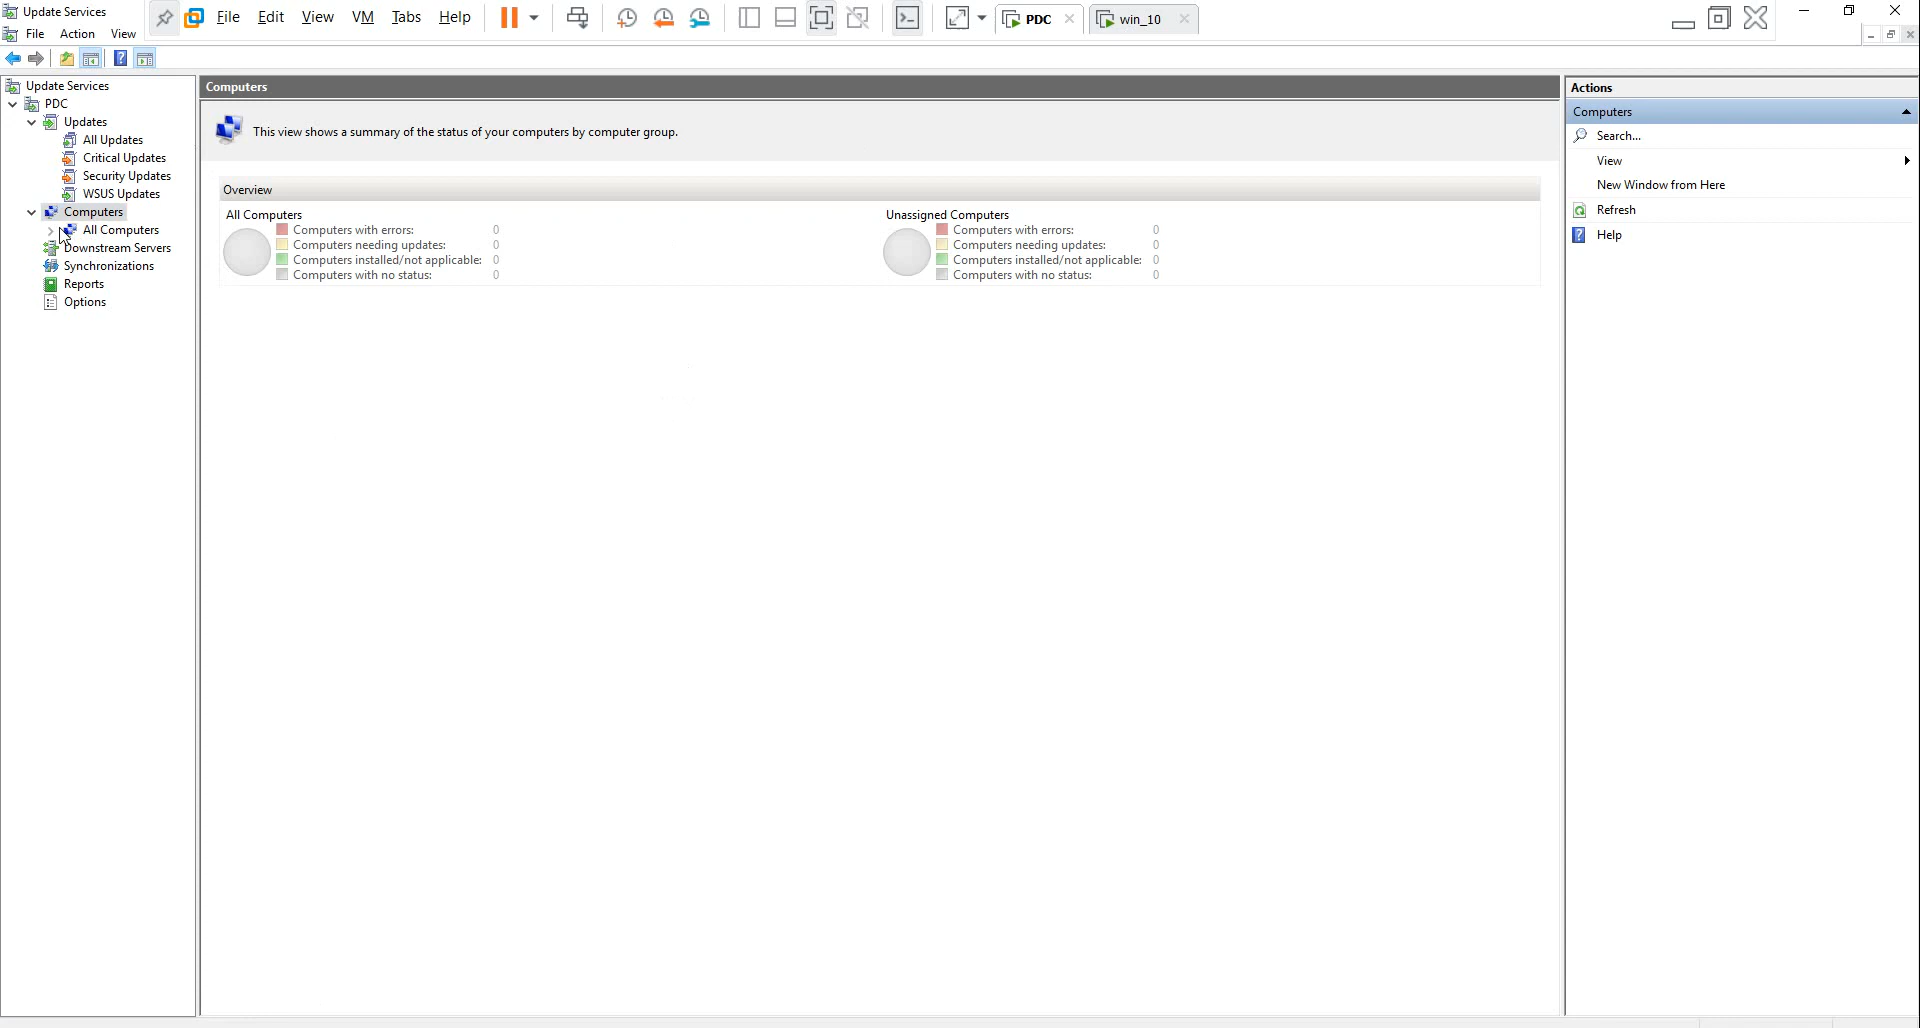 Update Services
File Edit View VM Tabs Help
PDC
win_10
File Action View
Update Services
PDC
Updates
All Updates
Critical Updates
Security Updates
WSUS Updates
Computers
All Computers
Downstream Servers
Synchronizations
Reports
Options
Computers
This view shows a summary of the status of your computers by computer group.
Overview
All Computers
Computers with errors: 0
Computers needing updates: 0
Computers installed/not applicable: 0
Computers with no status: 0
Unassigned Computers
Computers with errors: 0
Computers needing updates: 0
Computers installed/not applicable: 0
Computers with no status: 0
Actions
Computers
Search...
View
New Window from Here
Refresh
Help